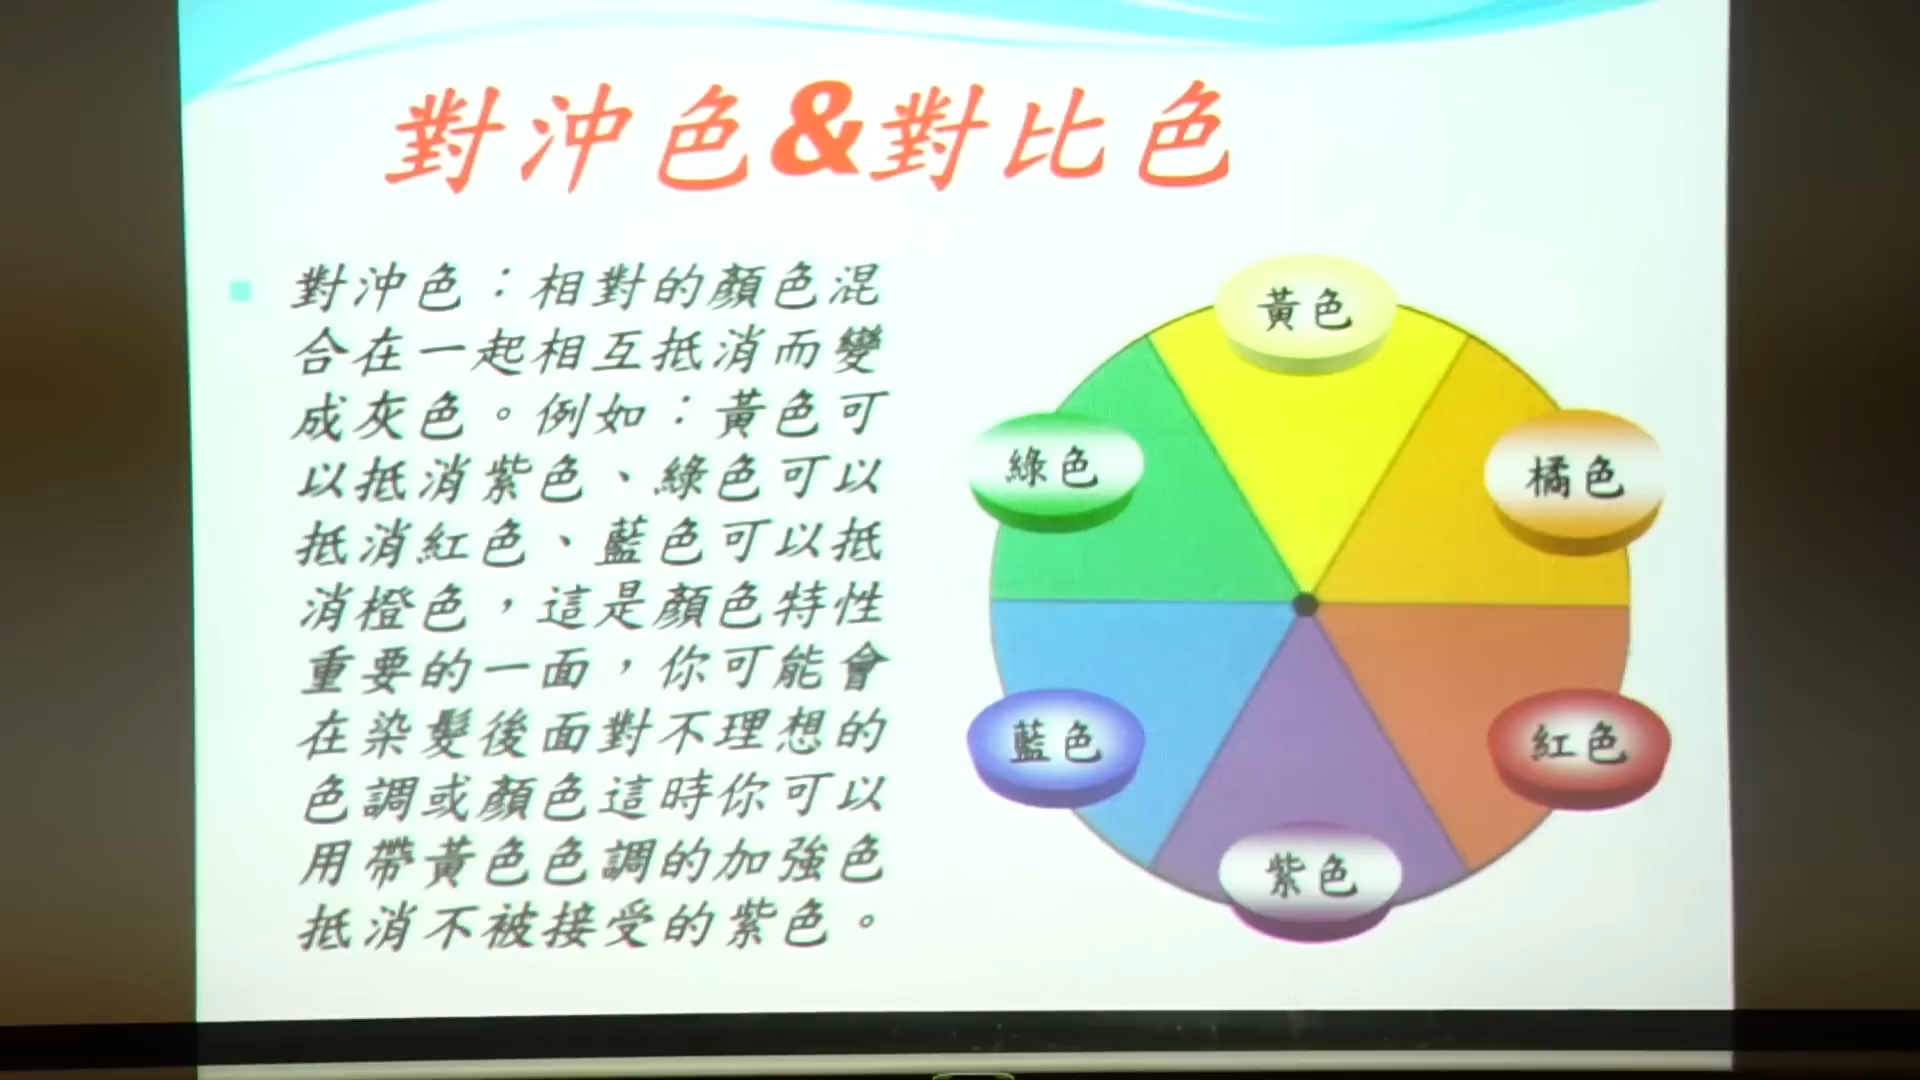 對沖色&對比色
對沖色：相對的顏色混
合在一起相互抵消而變
成灰色。例如：黃色可
以抵消紫色、綠色可以
抵消紅色、藍色可以抵
消橙色，這是顏色特性
重要的一面，你可能會
在染髮後面對不理想的
色調或顏色這時你可以
用帶黃色色調的加強色
抵消不被接受的紫色。
黃色
綠色
橘色
藍色
紅色
紫色